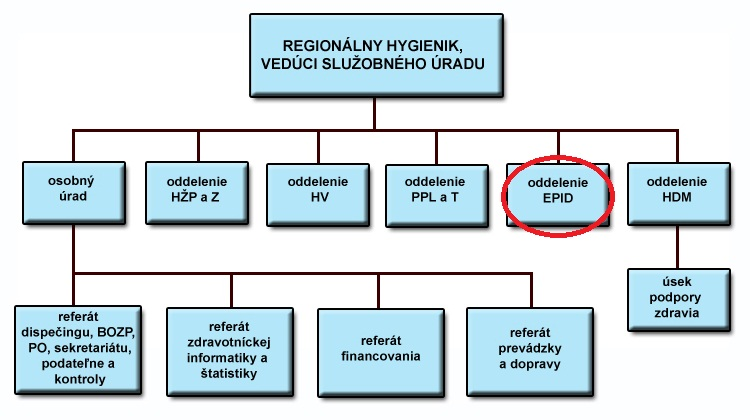 REGIONÁLNY HYGIENIK,
VEDÚCI SLUŽOBNÉHO ÚRADU
osobný
úrad
oddelenie
HŽP a Z
oddelenie
HV
oddelenie
PPL a T
oddelenie
EPID
oddelenie
HDM
úsek
podpory
zdravia
referát
dispečingu, BOZP,
PO, sekretariátu,
podateľne a
kontroly
referát
zdravotníckej
informatiky a
štatistiky
referát
financovania
referát
prevádzky
a dopravy